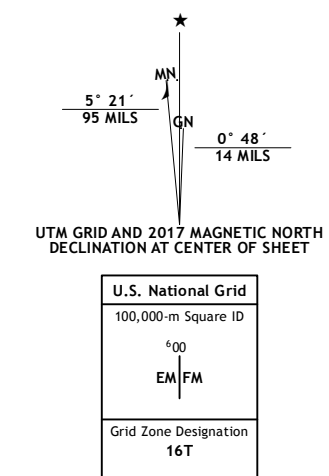 ★
MN
5° 21´
95 MILS
GN
0° 48´
14 MILS
UTM GRID AND 2017 MAGNETIC NORTH
DECLINATION AT CENTER OF SHEET
U.S. National Grid
100,000-m Square ID
⁶00
EM FM
Grid Zone Designation
16T